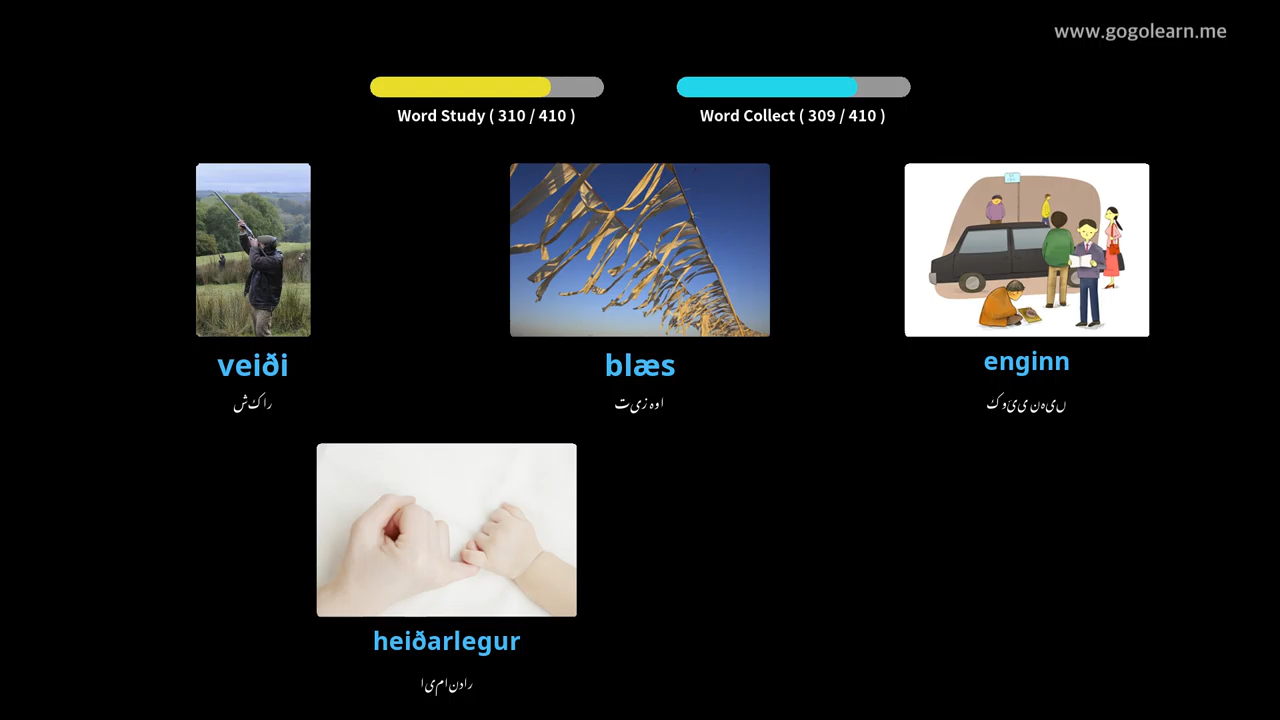 www.gogolearn.me
Word Study ( 310 / 410 ) Word Collect ( 309 / 410 )
veiði blæs enginn
راکش اوہ زیت ںیہن یئوک
heiðarlegur
رادنامیا